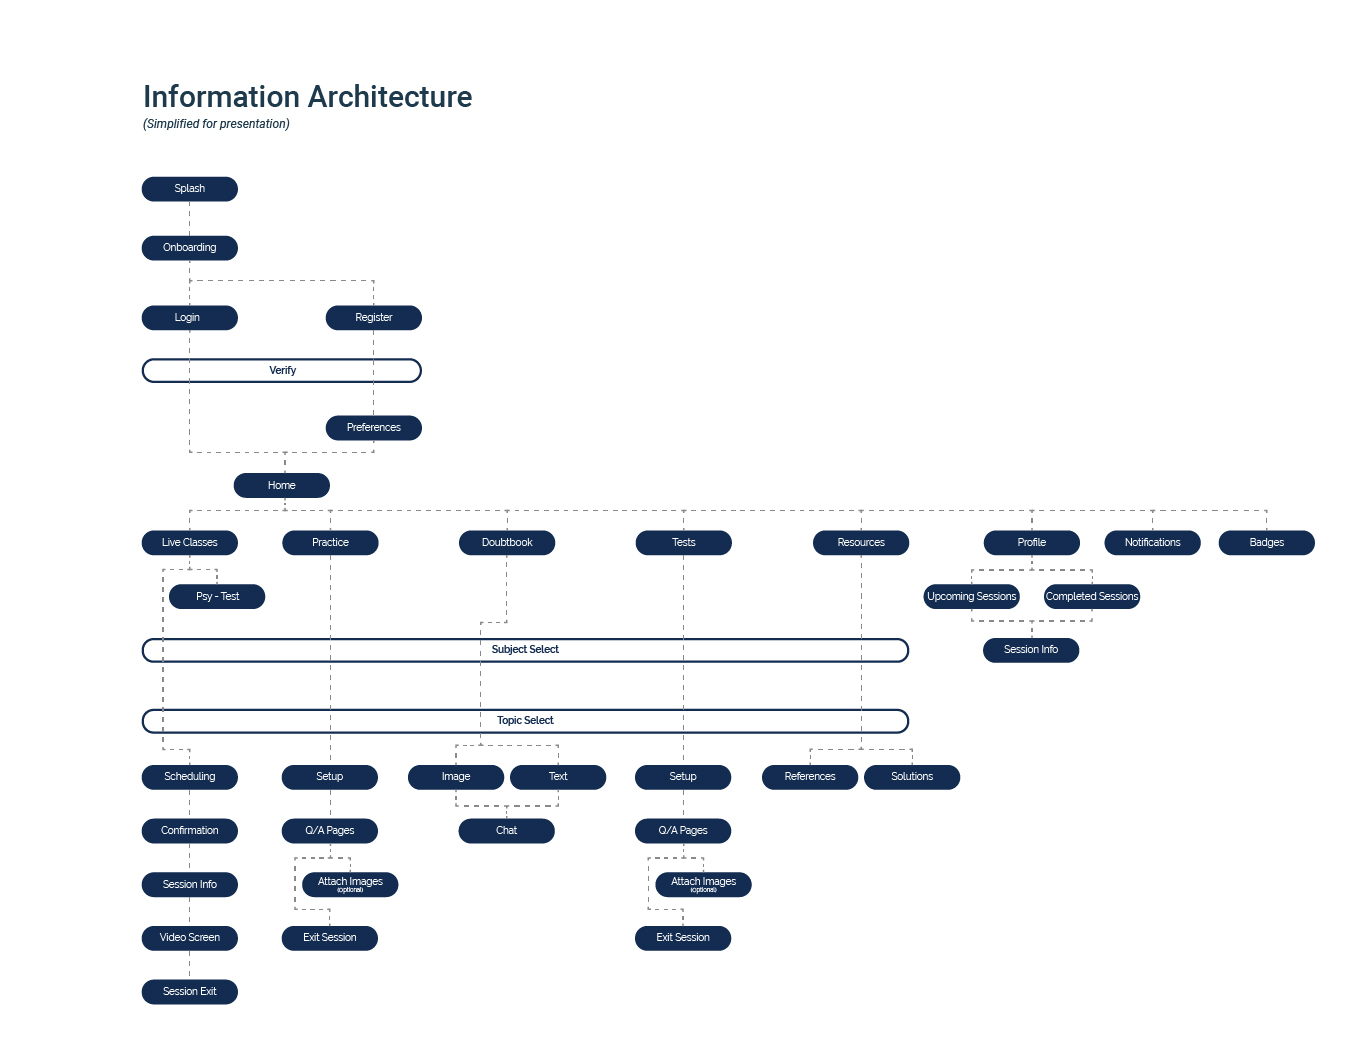 Information Architecture
(Simplified for presentation)
Splash
Onboarding
Login
Register
Verify
Preferences
Home
Live Classes
Practice
Doubtbook
Tests
Resources
Profile
Notifications
Badges
Psy - Test
Upcoming Sessions
Completed Sessions
Subject Select
Session Info
Topic Select
Scheduling
Setup
Image
Text
Setup
References
Solutions
Confirmation
Q/A Pages
Chat
Q/A Pages
Session Info
Attach Images
(Optional)
Attach Images
(Optional)
Video Screen
Exit Session
Exit Session
Session Exit